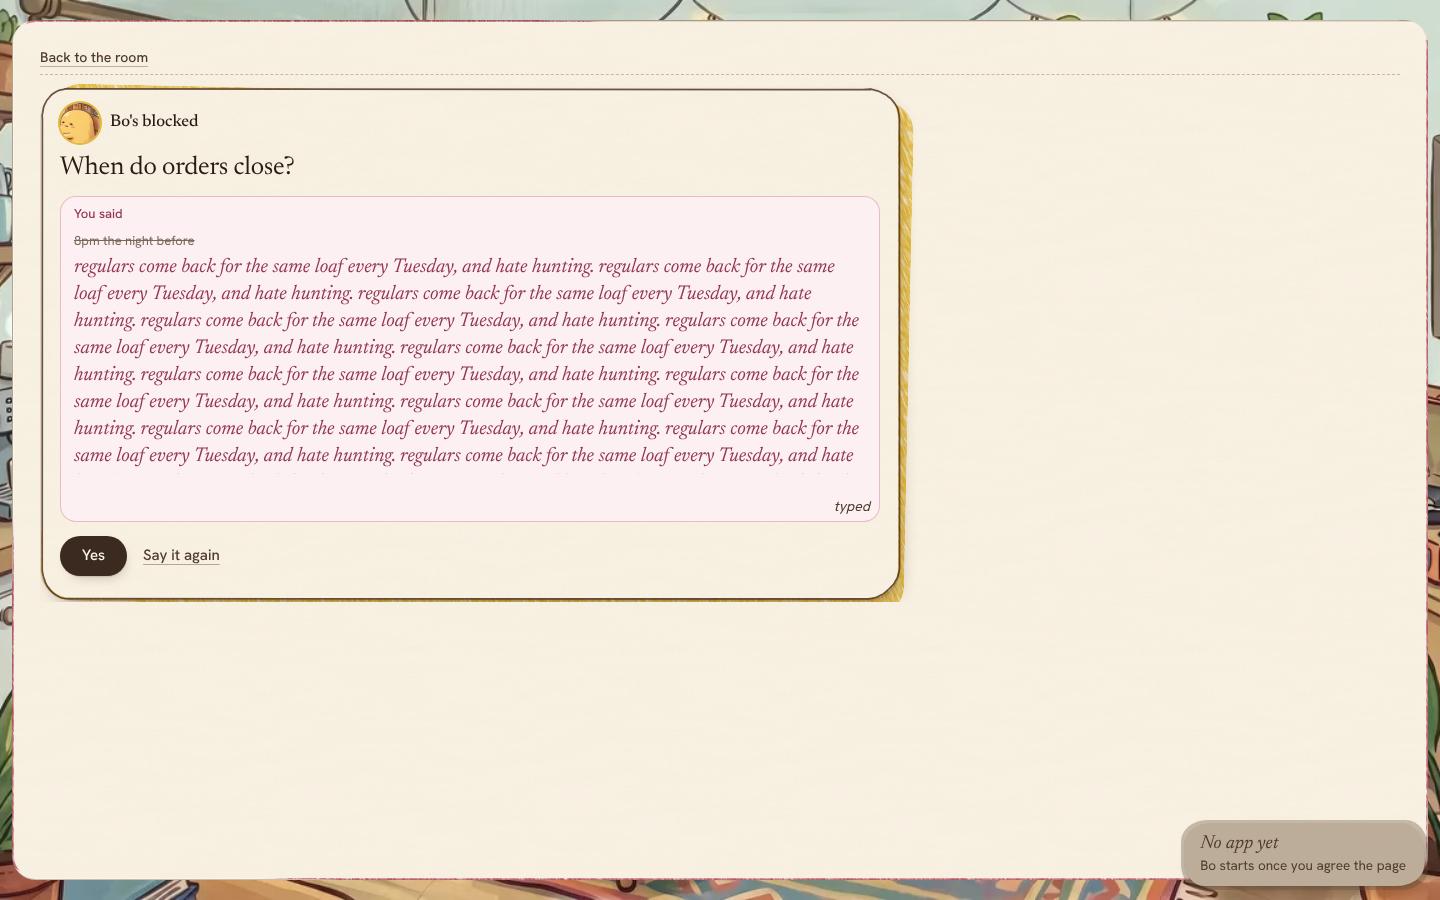 Back to the room
Bo's blocked
When do orders close?
You said
8pm the night before
regulars come back for the same loaf every Tuesday, and hate hunting. regulars come back for the same
loaf every Tuesday, and hate hunting. regulars come back for the same loaf every Tuesday, and hate
hunting. regulars come back for the same loaf every Tuesday, and hate hunting. regulars come back for the
same loaf every Tuesday, and hate hunting. regulars come back for the same loaf every Tuesday, and hate
hunting. regulars come back for the same loaf every Tuesday, and hate hunting. regulars come back for the
same loaf every Tuesday, and hate hunting. regulars come back for the same loaf every Tuesday, and hate
hunting. regulars come back for the same loaf every Tuesday, and hate hunting. regulars come back for the
same loaf every Tuesday, and hate hunting. regulars come back for the same loaf every Tuesday, and hate
typed
Yes
Say it again
No app yet
Bo starts once you agree the page